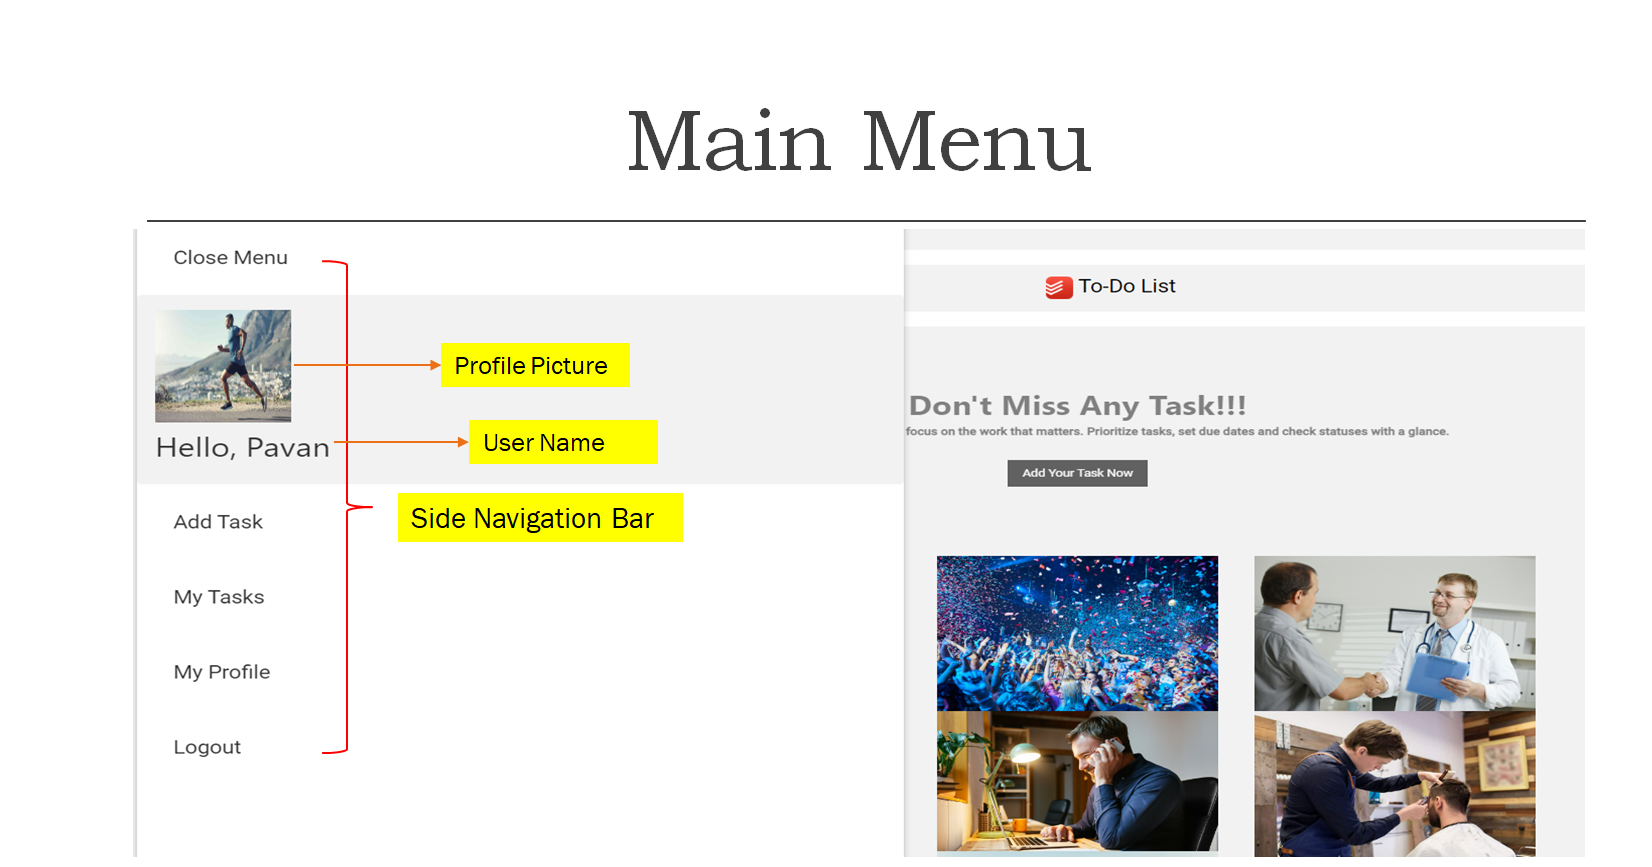 Main Menu
Close Menu
Profile Picture
Hello, Pavan
User Name
Side Navigation Bar
Add Task
My Tasks
My Profile
Logout
To-Do List
Don't Miss Any Task!!!
focus on the work that matters. Prioritize tasks, set due dates and check statuses with a glance.
Add Your Task Now